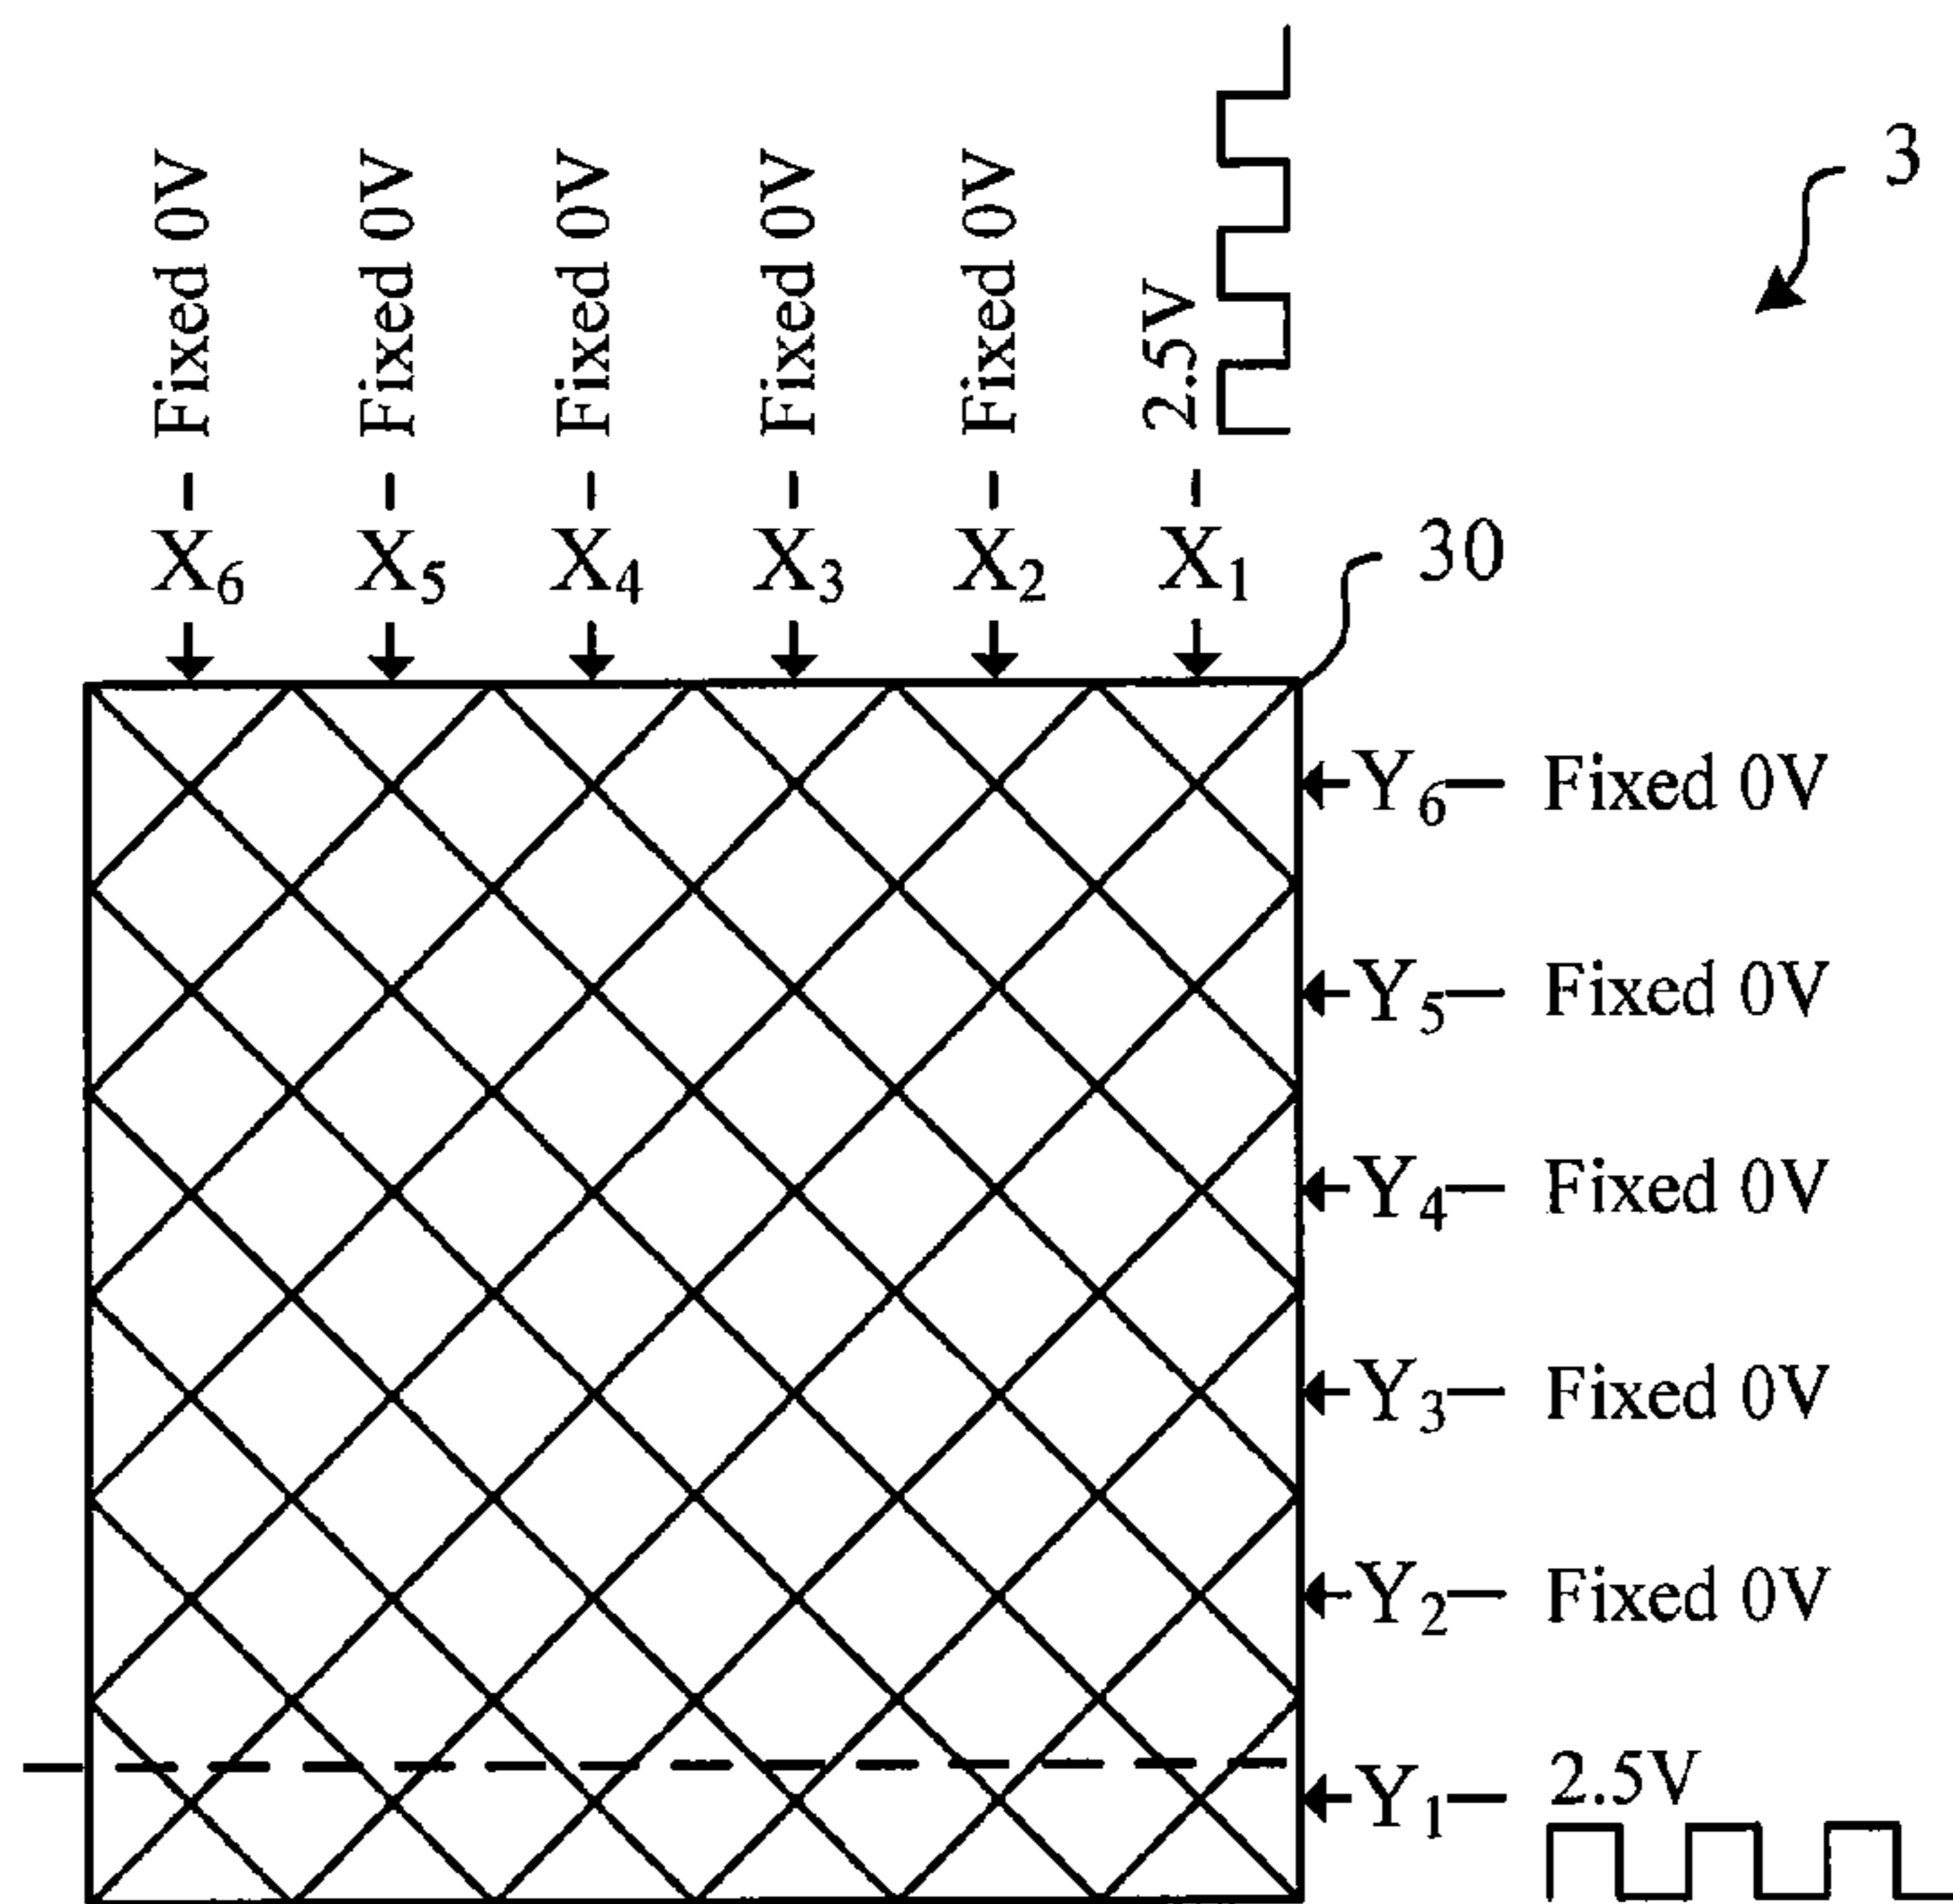 3
Fixed 0V
Fixed 0V
Fixed 0V
Fixed 0V
Fixed 0V
2.5V
X6
X5
X4
X3
X2
X1
30
Y6 Fixed 0V
Y5 Fixed 0V
Y4 Fixed 0V
Y3 Fixed 0V
Y2 Fixed 0V
Y1 2.5V